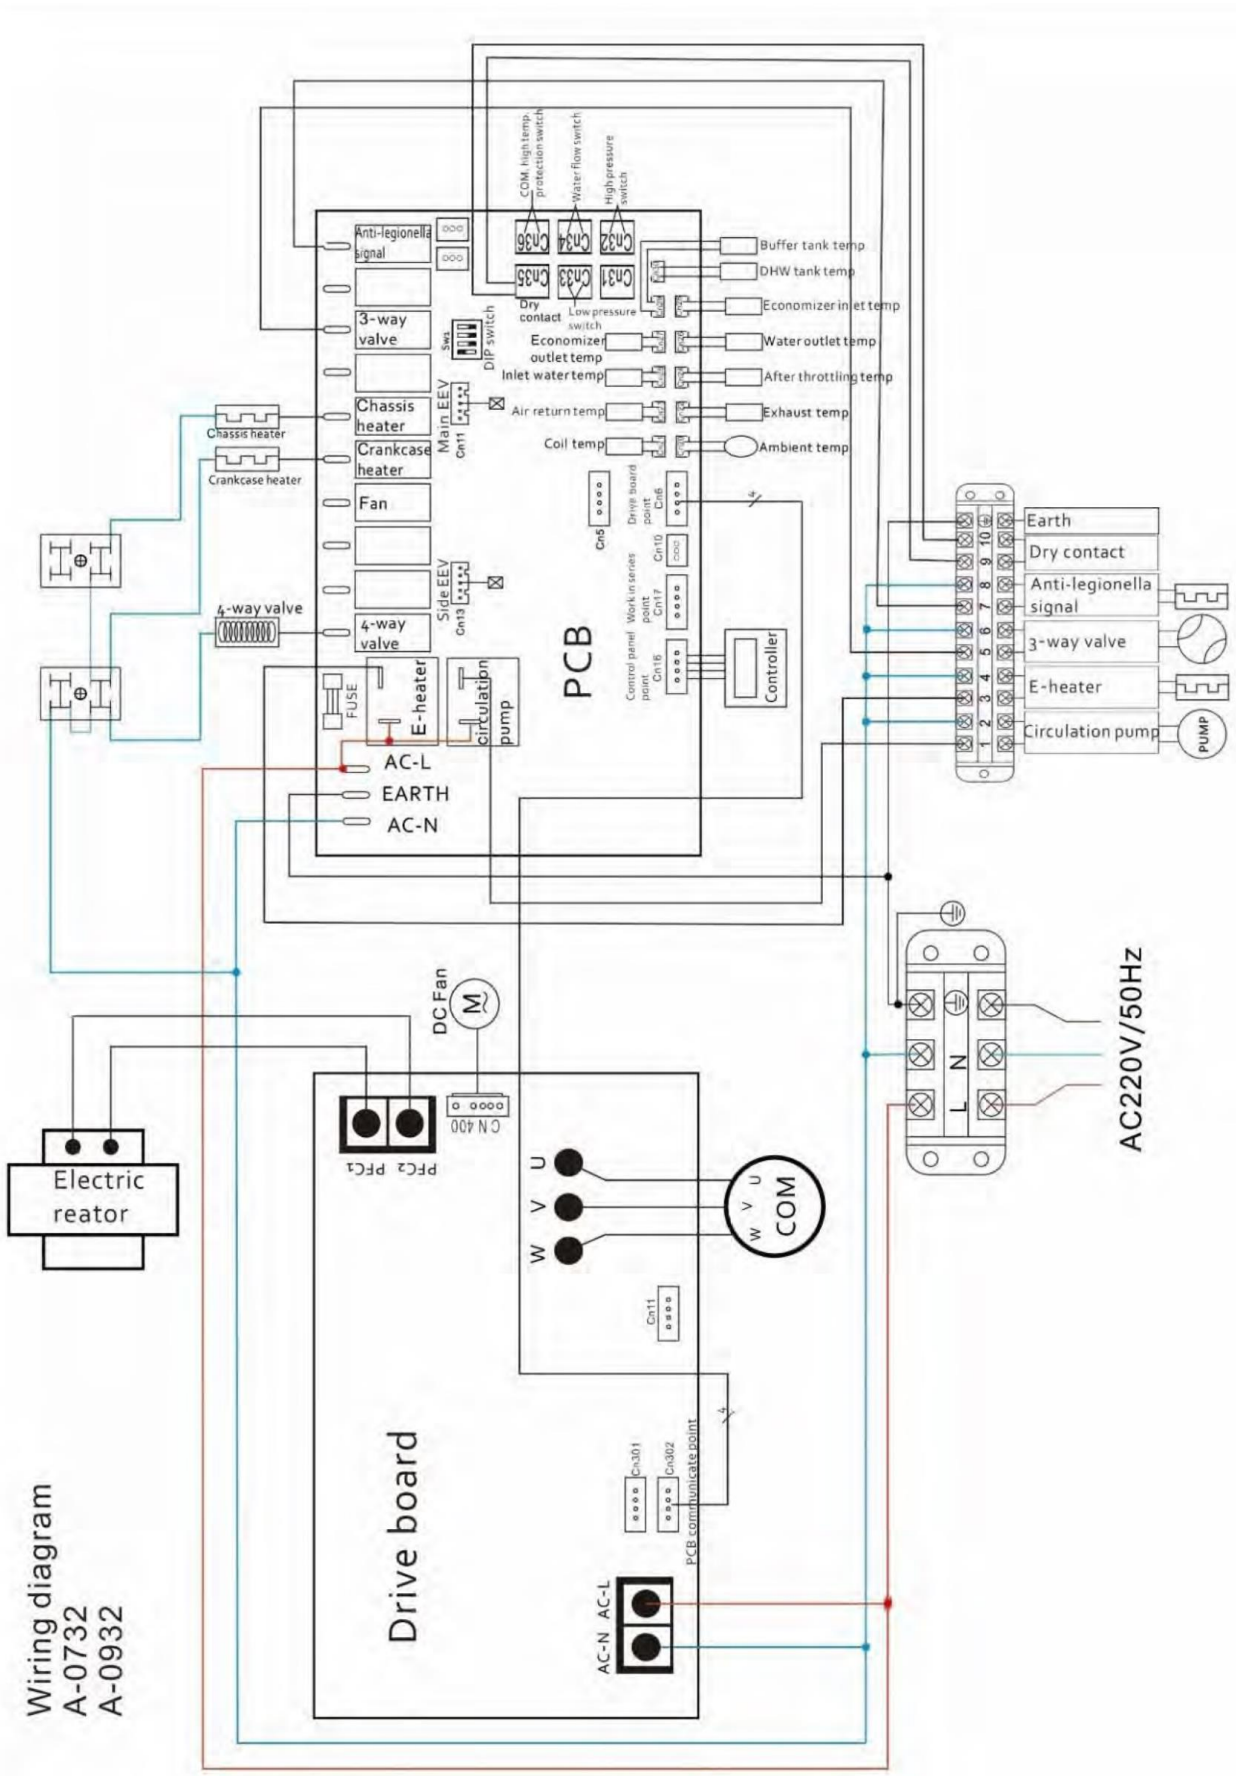 Wiring diagram
A-0732
A-0932
COM. high temp.
protection switch
Water flow switch
High pressure
switch
Anti-legionella
signal
3-way
valve
Chassis
heater
Crankcase
heater
Fan
4-way
valve
Chassis heater
Crankcase heater
4-way valve
FUSE
E-heater
circulation
pump
AC-L
EARTH
AC-N
SW1
DIP switch
Main EEV
Cn11
Side EEV
Cn13
Cn36
Cn34
Cn32
Cn35
Cn33
Cn31
Dry
contact
Low pressure
switch
Buffer tank temp
DHW tank temp
Economizer inlet temp
Economizer
outlet temp
Water outlet temp
Inlet water temp
After throttling temp
Air return temp
Exhaust temp
Coil temp
Ambient temp
Cn5
Drive board
point
Cn6
Cn10
Work in series
point
Cn17
Control panel
point
Cn16
4
PCB
Controller
Earth
10
Dry contact
9
8
Anti-legionella
signal
7
6
3-way valve
5
4
E-heater
3
2
Circulation pump
1
PUMP
DC Fan
M
CN400
PFC1
PFC2
Electric
reator
U
V
W
U
V
W
COM
Cn11
Cn301
Cn302
4
PCB communicate point
Drive board
AC-L
AC-N
N
L
AC220V/50Hz